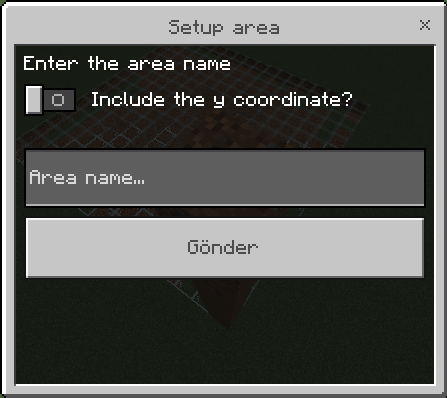 Setup area
Enter the area name
Include the y coordinate?
Area name...
Gönder